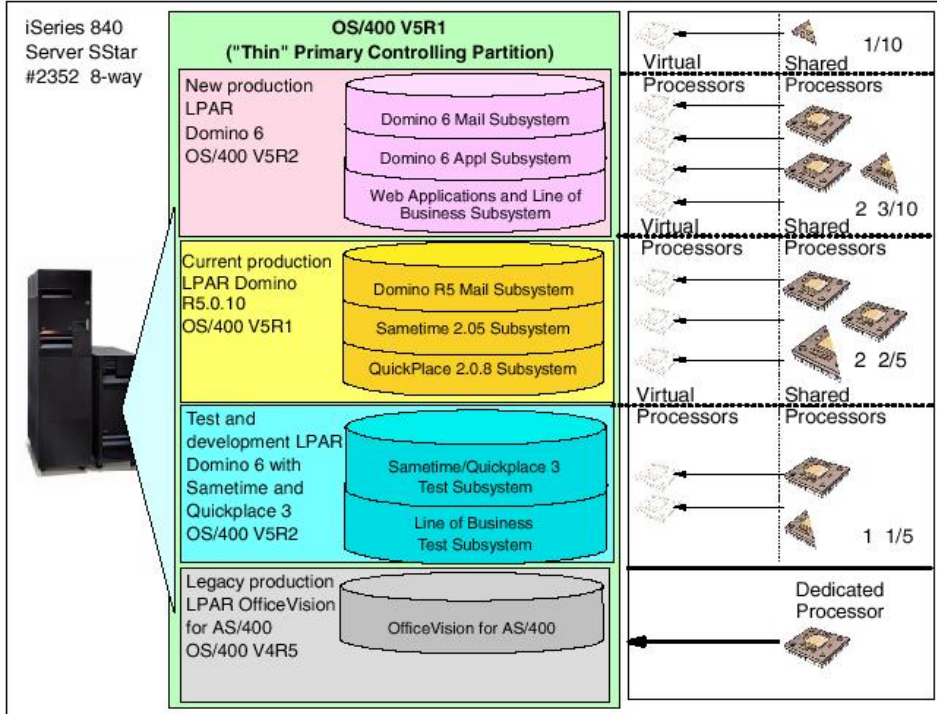 iSeries 840
Server SStar
#2352 8-way
OS/400 V5R1
("Thin" Primary Controlling Partition)
New production
LPAR
Domino 6
OS/400 V5R2
Domino 6 Mail Subsystem
Domino 6 Appl Subsystem
Web Applications and Line of
Business Subsystem
Current production
LPAR Domino
R5.0.10
OS/400 V5R1
Domino R5 Mail Subsystem
Sametime 2.05 Subsystem
QuickPlace 2.0.8 Subsystem
Test and
development LPAR
Domino 6 with
Sametime and
Quickplace 3
OS/400 V5R2
Sametime/Quickplace 3
Test Subsystem
Line of Business
Test Subsystem
Legacy production
LPAR OfficeVision
for AS/400
OS/400 V4R5
OfficeVision for AS/400
1/10
Virtual
Processors
Shared
Processors
2 3/10
Virtual
Processors
Shared
Processors
2 2/5
Virtual
Processors
Shared
Processors
1 1/5
Dedicated
Processor